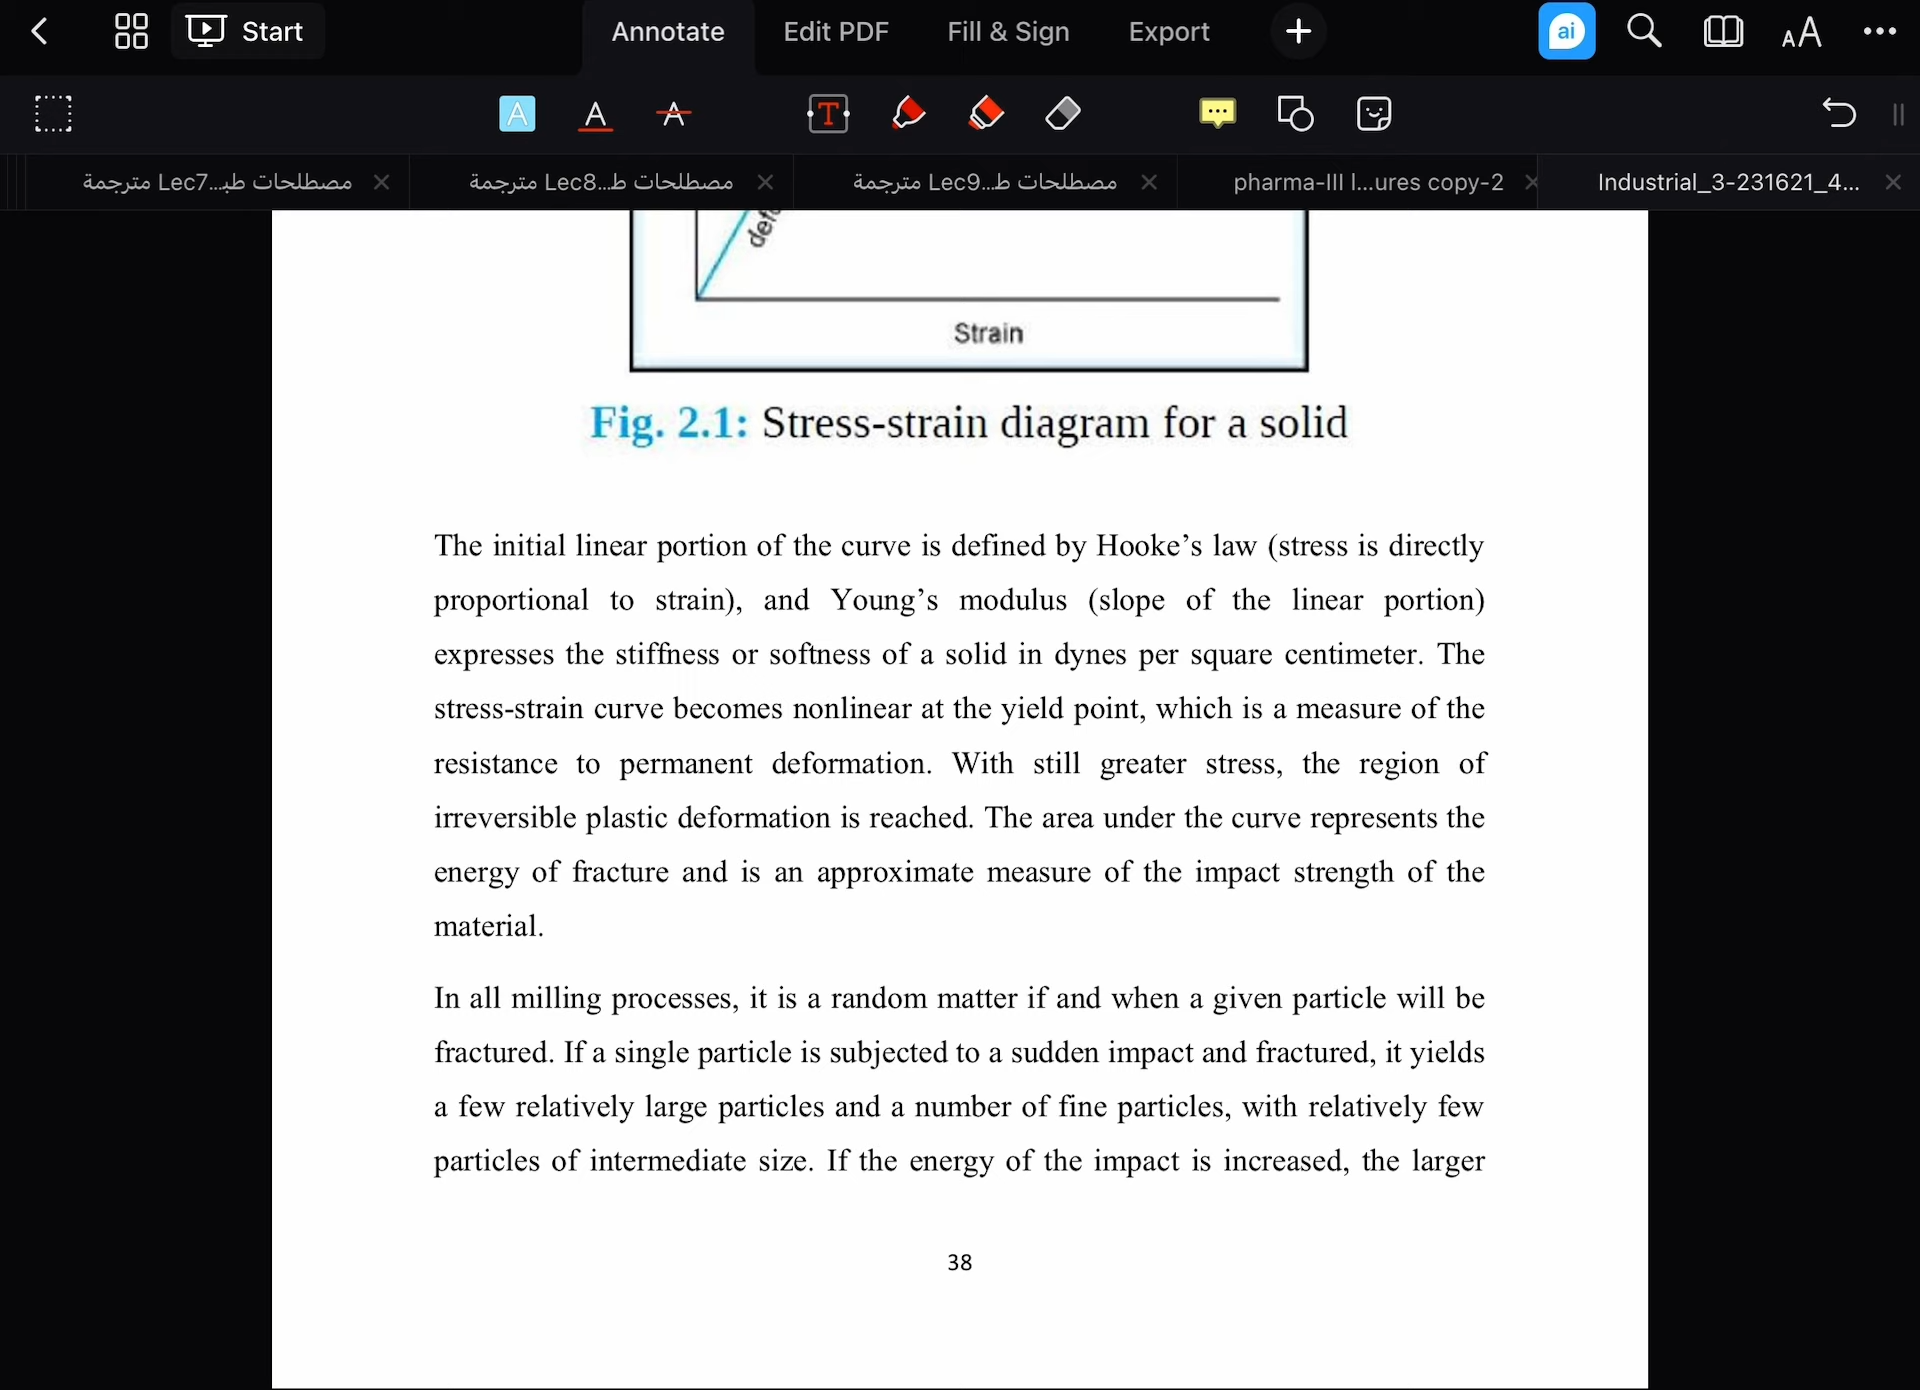 Start
Annotate
Edit PDF
Fill & Sign
Export
ai
AA
A
A
A
T
مصطلحات طب...Lec7 مترجمة
مصطلحات ط...Lec8 مترجمة
مصطلحات ط...Lec9 مترجمة
pharma-III l...ures copy-2
Industrial_3-231621_4...
Strain
Fig. 2.1: Stress-strain diagram for a solid
The initial linear portion of the curve is defined by Hooke’s law (stress is directly
proportional to strain), and Young’s modulus (slope of the linear portion)
expresses the stiffness or softness of a solid in dynes per square centimeter. The
stress-strain curve becomes nonlinear at the yield point, which is a measure of the
resistance to permanent deformation. With still greater stress, the region of
irreversible plastic deformation is reached. The area under the curve represents the
energy of fracture and is an approximate measure of the impact strength of the
material.
In all milling processes, it is a random matter if and when a given particle will be
fractured. If a single particle is subjected to a sudden impact and fractured, it yields
a few relatively large particles and a number of fine particles, with relatively few
particles of intermediate size. If the energy of the impact is increased, the larger
38